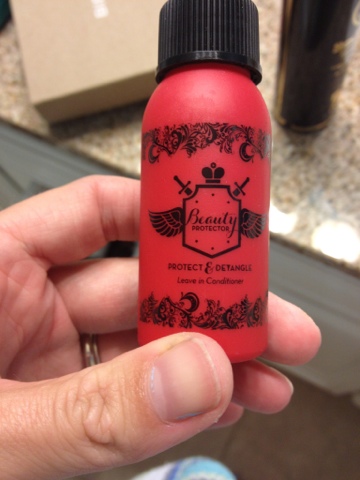 Beauty
PROTECTOR
PROTECT & DETANGLE
Leave in Conditioner